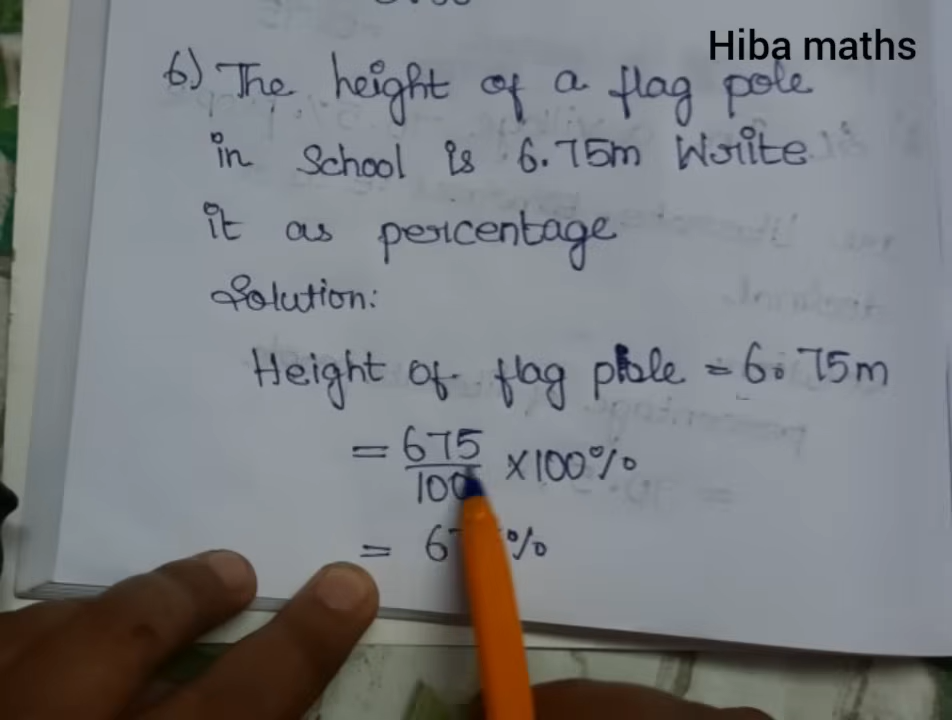 Hiba maths
6) The height of a flag pole
in School is 6.75m Write
it as percentage
Solution:
Height of flag pole = 6.75m
= 675/100 ×100%
= %